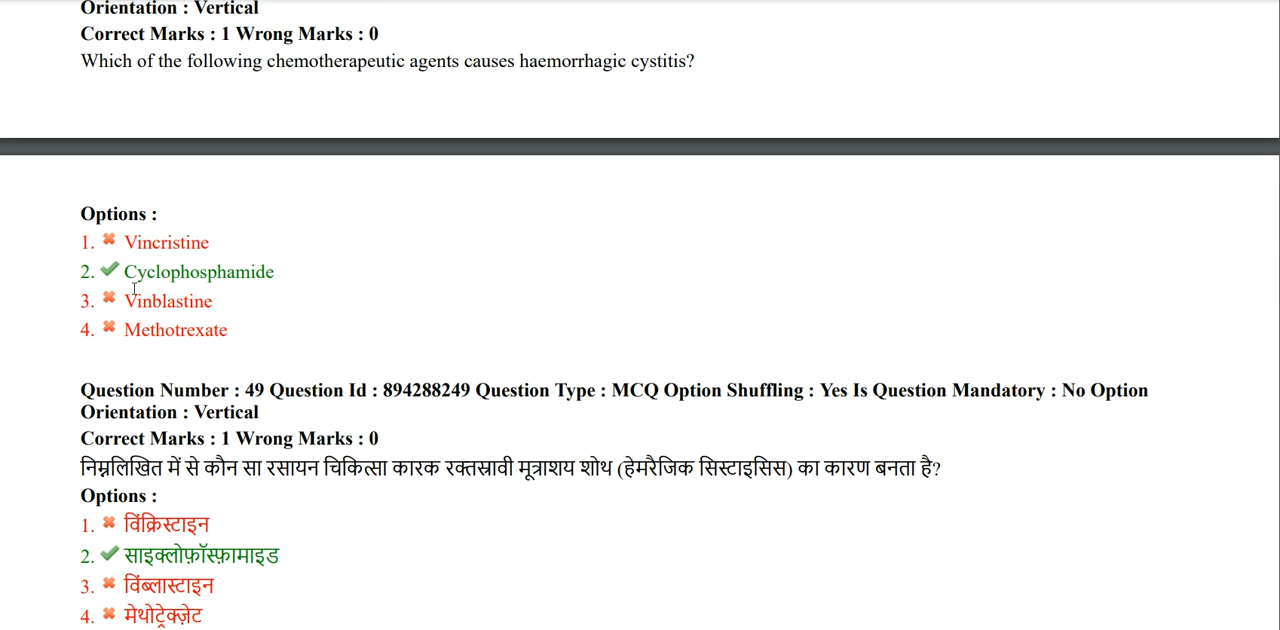 Orientation : Vertical
Correct Marks : 1 Wrong Marks : 0
Which of the following chemotherapeutic agents causes haemorrhagic cystitis?
Options :
1. ✖ Vincristine
2. ✔ Cyclophosphamide
3. ✖ Vinblastine
4. ✖ Methotrexate
Question Number : 49 Question Id : 894288249 Question Type : MCQ Option Shuffling : Yes Is Question Mandatory : No Option
Orientation : Vertical
Correct Marks : 1 Wrong Marks : 0
निम्नलिखित में से कौन सा रसायन चिकित्सा कारक रक्तस्रावी मूत्राशय शोथ (हेमरैजिक सिस्टाइसिस) का कारण बनता है?
Options :
1. ✖ विंक्रिस्टाइन
2. ✔ साइक्लोफ़ॉस्फ़ामाइड
3. ✖ विंब्लास्टाइन
4. ✖ मेथोट्रेक्ज़ेट